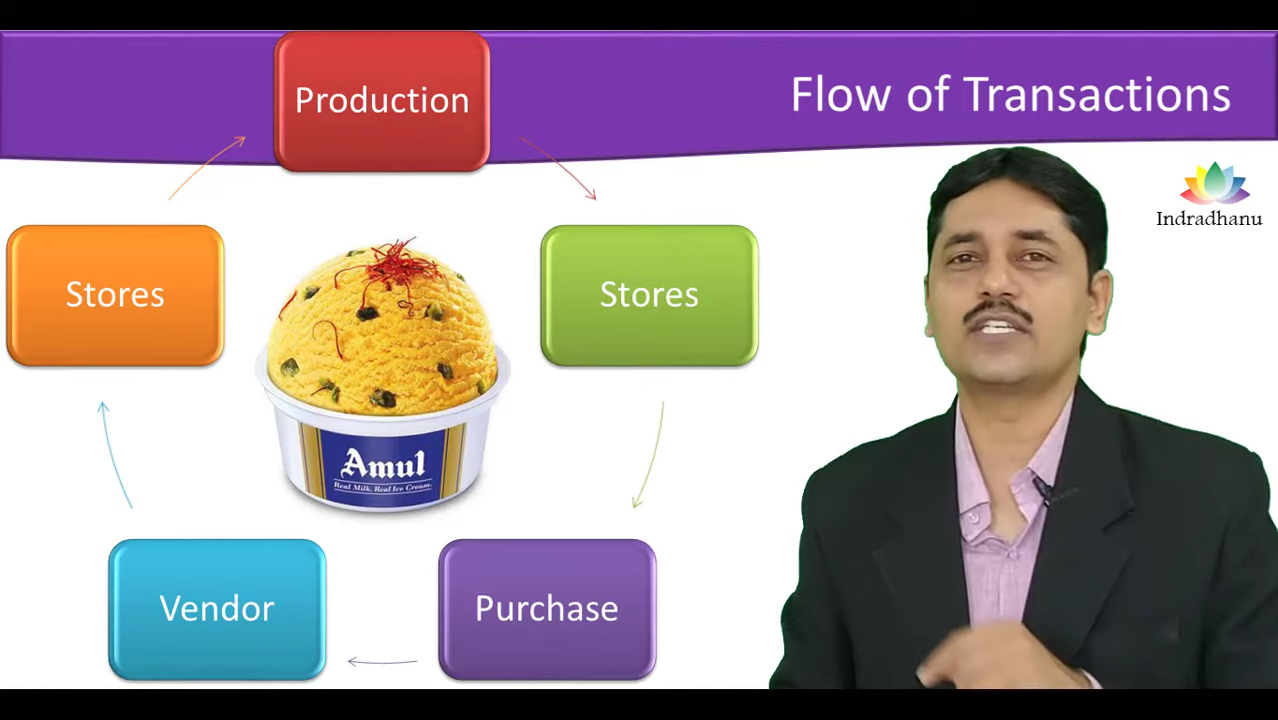 Flow of Transactions
Production
Indradhanu
Stores
Stores
Amul
Real Milk. Real Ice Cream.
Vendor
Purchase